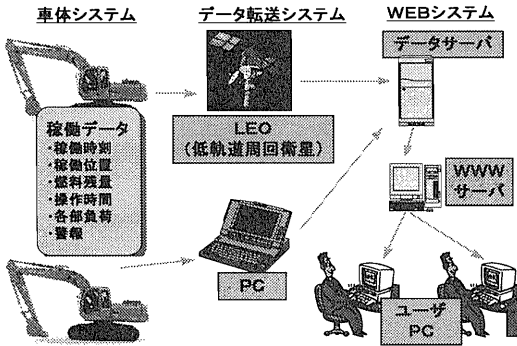 車体システム
データ転送システム
WEBシステム
データサーバ
稼働データ
・稼働時刻
・稼働位置
・燃料残量
・操作時間
・各部負荷
・警報
LEO
(低軌道周回衛星)
WWW
サーバ
PC
ユーザ
PC